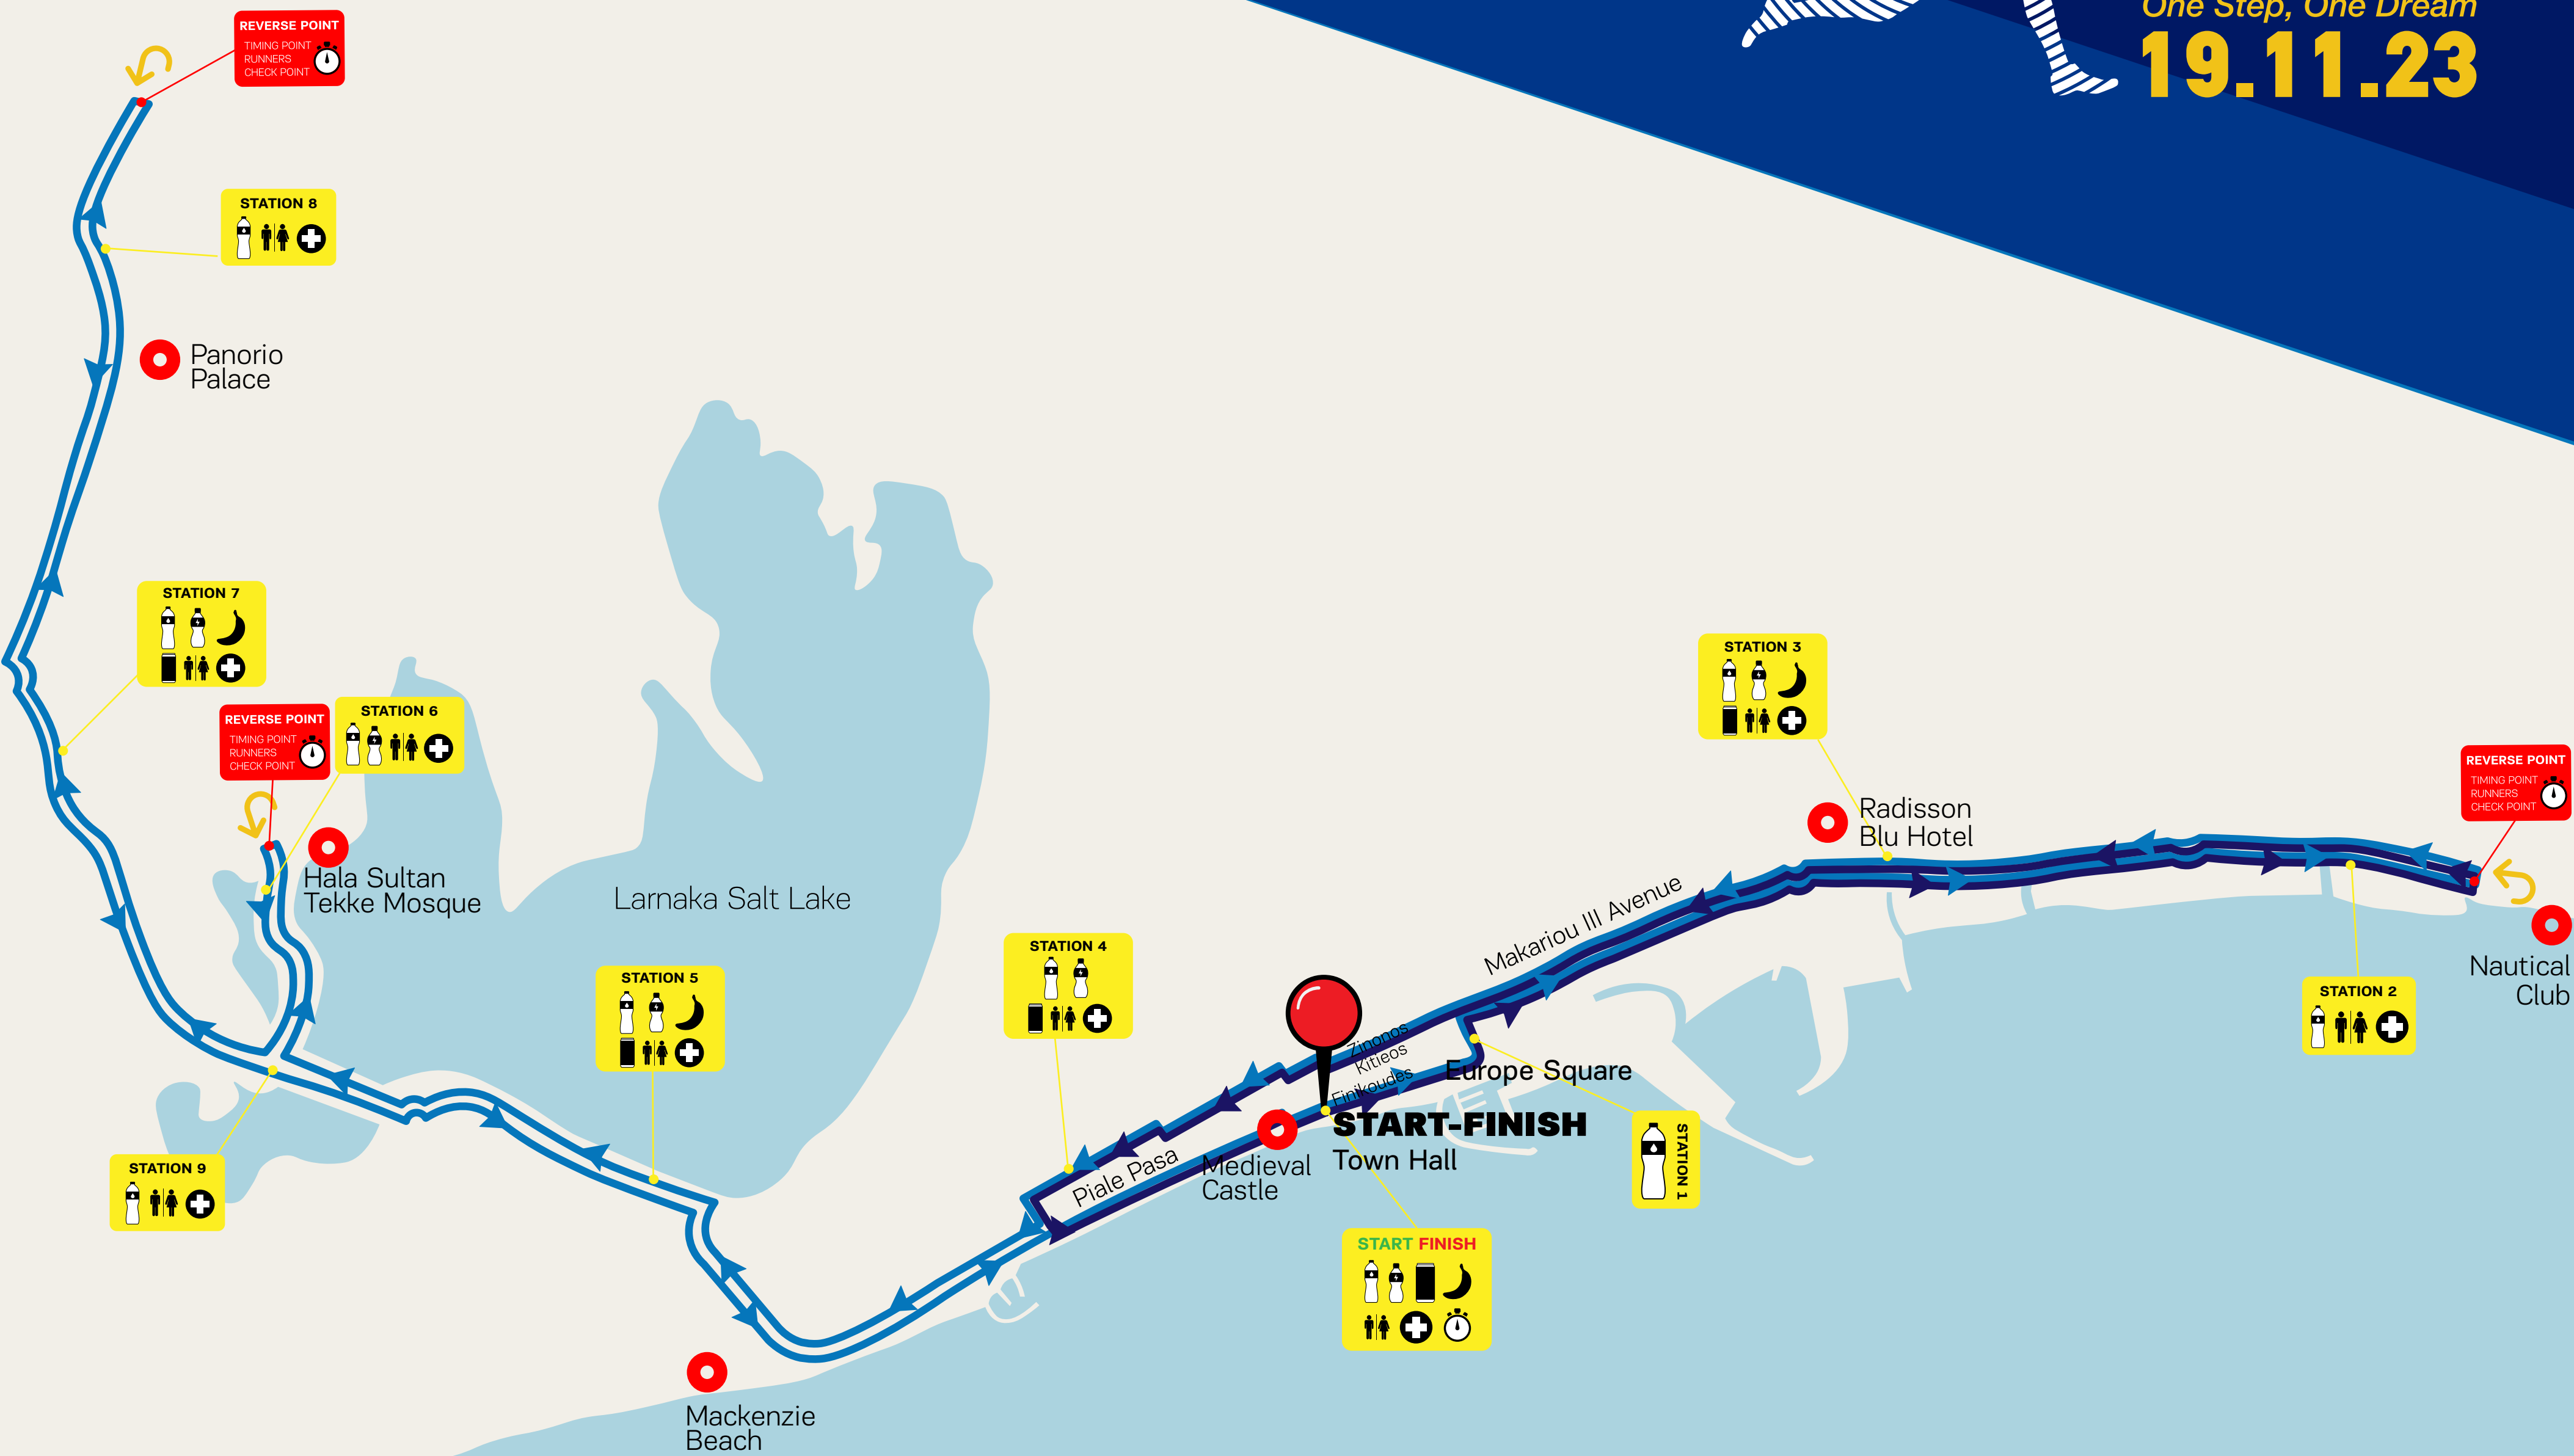 One Step, One Dream
19.11.23
REVERSE POINT
TIMING POINT
RUNNERS
CHECK POINT
STATION 8
Panorio
Palace
STATION 7
REVERSE POINT
TIMING POINT
RUNNERS
CHECK POINT
STATION 6
Hala Sultan
Tekke Mosque
Larnaka Salt Lake
STATION 5
STATION 9
STATION 4
STATION 3
Radisson
Blu Hotel
REVERSE POINT
TIMING POINT
RUNNERS
CHECK POINT
Nautical
Club
STATION 2
Makariou III Avenue
Zinonos
Kitieos
Finikoudes
Europe Square
START-FINISH
Town Hall
STATION 1
Piale Pasa
Medieval
Castle
START FINISH
Mackenzie
Beach